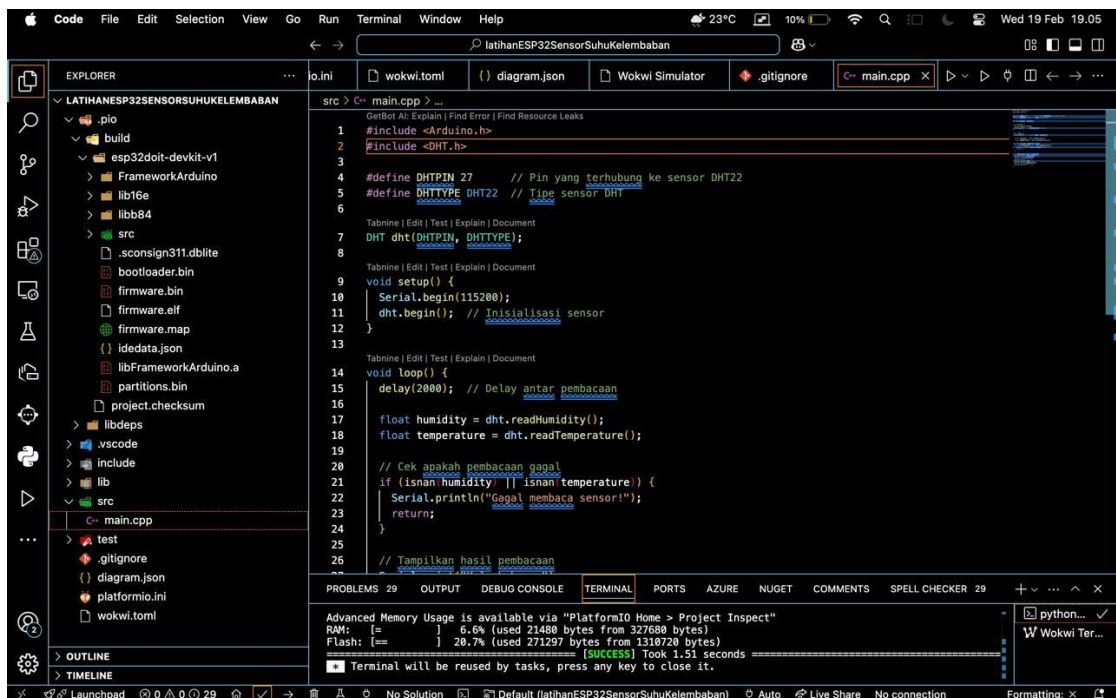 Code File Edit Selection View Go Run Terminal Window Help 23°C 10% Wed 19 Feb 19.05
latihanESP32SensorSuhuKelembaban
EXPLORER
LATIHANESP32SENSORSUHUKELEMBABAN
.pio
build
esp32doit-devkit-v1
FrameworkArduino
lib16e
libb84
src
.sconsign311.dblite
bootloader.bin
firmware.bin
firmware.elf
firmware.map
idedata.json
libFrameworkArduino.a
partitions.bin
project.checksum
libdeps
.vscode
include
lib
src
main.cpp
test
.gitignore
diagram.json
platformio.ini
wokwi.toml
OUTLINE
TIMELINE
io.ini wokwi.toml diagram.json Wokwi Simulator .gitignore main.cpp
src > main.cpp > ...
GetBot AI: Explain | Find Error | Find Resource Leaks
1 #include <Arduino.h>
2 #include <DHT.h>
3
4 #define DHTPIN 27 // Pin yang terhubung ke sensor DHT22
5 #define DHTTYPE DHT22 // Tipe sensor DHT
6
Tabnine | Edit | Test | Explain | Document
7 DHT dht(DHTPIN, DHTTYPE);
8
Tabnine | Edit | Test | Explain | Document
9 void setup() {
10 Serial.begin(115200);
11 dht.begin(); // Inisialisasi sensor
12 }
13
Tabnine | Edit | Test | Explain | Document
14 void loop() {
15 delay(2000); // Delay antar pembacaan
16
17 float humidity = dht.readHumidity();
18 float temperature = dht.readTemperature();
19
20 // Cek apakah pembacaan gagal
21 if (isnan(humidity) || isnan(temperature)) {
22 Serial.println("Gagal membaca sensor!");
23 return;
24 }
25
26 // Tampilkan hasil pembacaan
PROBLEMS 29 OUTPUT DEBUG CONSOLE TERMINAL PORTS AZURE NUGET COMMENTS SPELL CHECKER 29
Advanced Memory Usage is available via "PlatformIO Home > Project Inspect"
RAM: [= ] 6.6% (used 21480 bytes from 327680 bytes)
Flash: [== ] 20.7% (used 271297 bytes from 1310720 bytes)
[SUCCESS] Took 1.51 seconds
* Terminal will be reused by tasks, press any key to close it.
python...
Wokwi Ter...
Launchpad 0 0 0 29 No Solution Default (latihanESP32SensorSuhuKelembaban) Auto Live Share No connection Formatting: ×